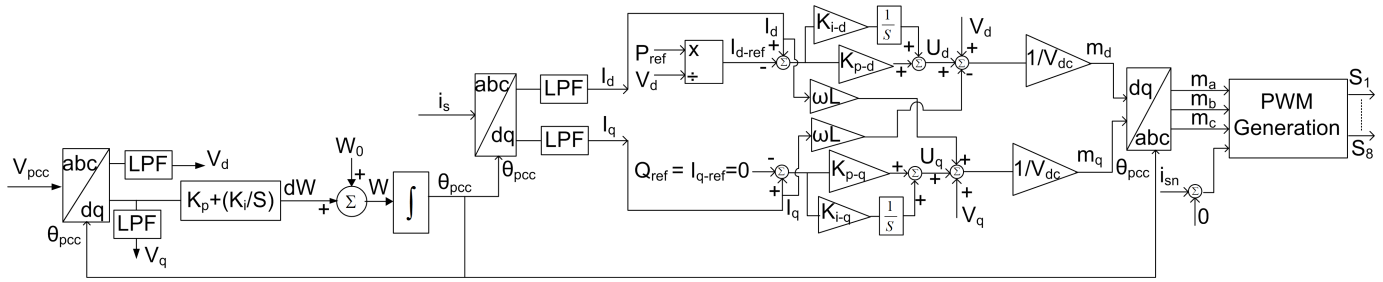 V_pcc
abc
dq
θ_pcc
LPF
V_d
LPF
V_q
K_p+(K_i/S)
dW
W_0
+
+
Σ
W
∫
θ_pcc
i_s
abc
dq
θ_pcc
LPF
I_d
LPF
I_q
P_ref
V_d
x
÷
I_d-ref
I_d
+
-
Σ
K_i-d
1/S
K_p-d
+
+
Σ
U_d
+
V_d
+
-
Σ
1/V_dc
m_d
ωL
ωL
Q_ref = I_q-ref=0
-
+
Σ
I_q
K_p-q
K_i-q
1/S
+
+
Σ
U_q
+
+
+
Σ
V_q
1/V_dc
m_q
dq
abc
θ_pcc
m_a
m_b
m_c
i_sn
Σ
0
PWM
Generation
S_1
S_8